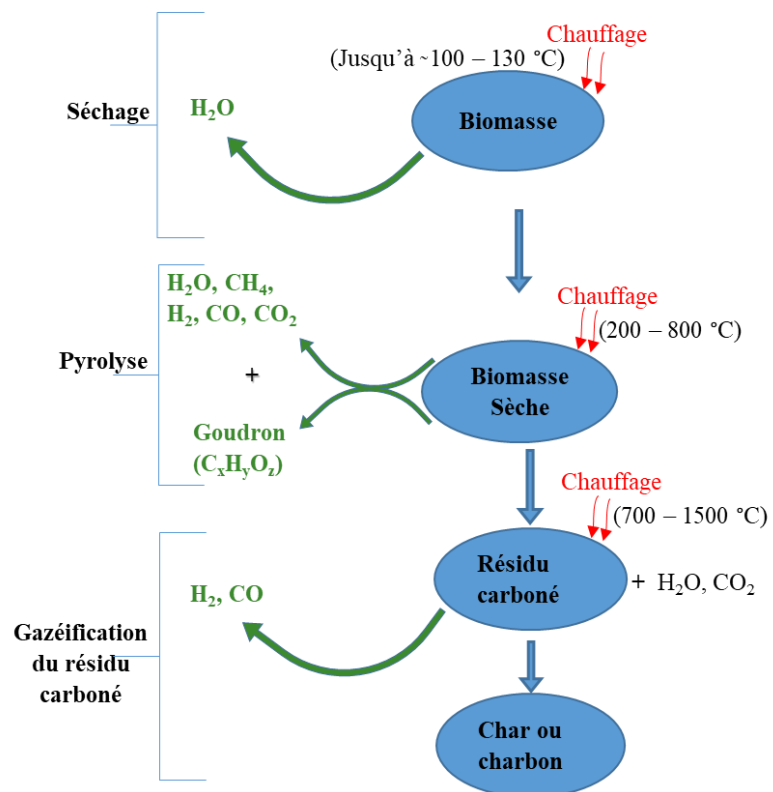 Chauffage
(Jusqu’à ~100 – 130 °C)
Séchage
H₂O
Biomasse
H₂O, CH₄,
H₂, CO, CO₂
Chauffage
(200 – 800 °C)
Pyrolyse
+
Biomasse
Sèche
Goudron
(CₓHᵧO_z)
Chauffage
(700 – 1500 °C)
Résidu
carboné
+ H₂O, CO₂
H₂, CO
Gazéification
du résidu
carboné
Char ou
charbon